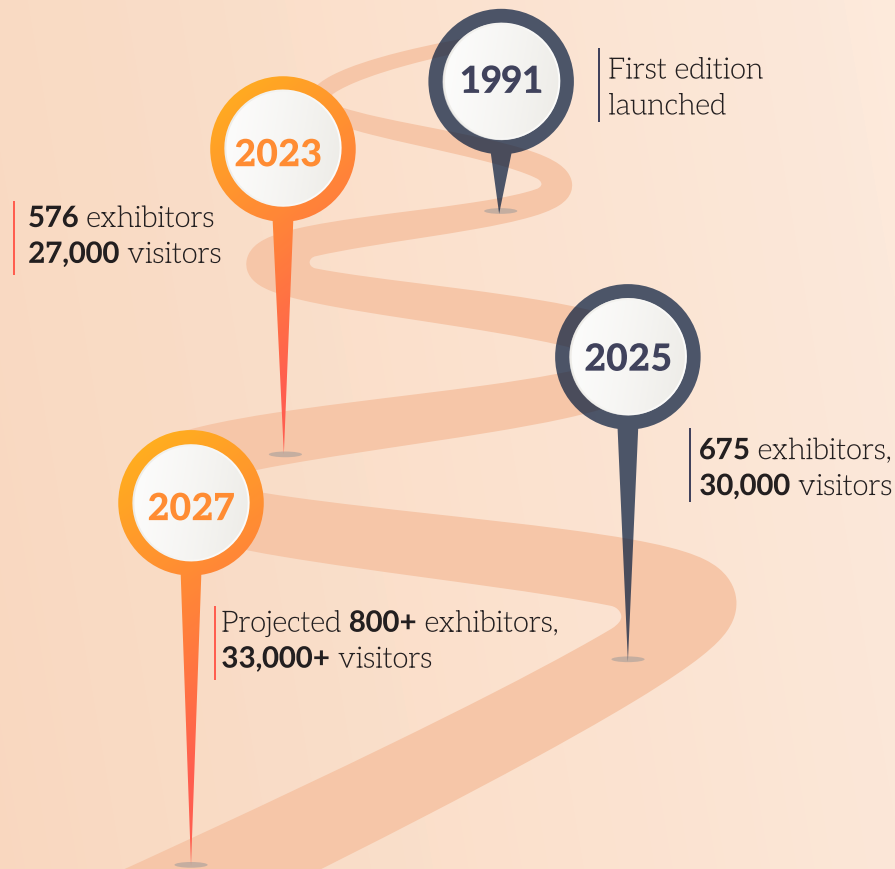 1991
First edition
launched
2023
576 exhibitors
27,000 visitors
2025
675 exhibitors,
30,000 visitors
2027
Projected 800+ exhibitors,
33,000+ visitors